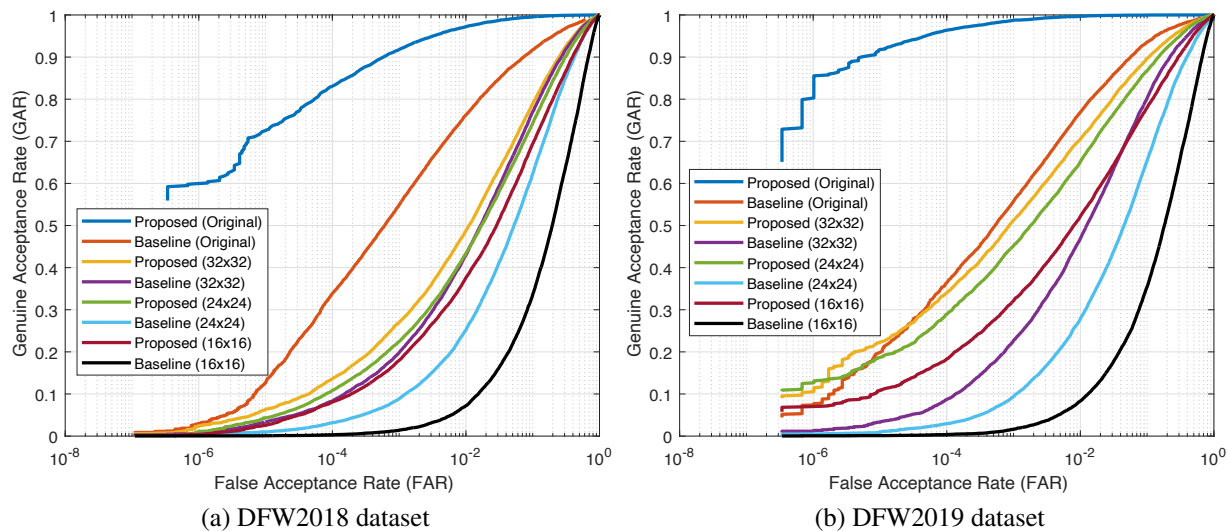 1
0.9
0.8
0.7
0.6
0.5
0.4
0.3
0.2
0.1
0
Genuine Acceptance Rate (GAR)
Proposed (Original)
Baseline (Original)
Proposed (32x32)
Baseline (32x32)
Proposed (24x24)
Baseline (24x24)
Proposed (16x16)
Baseline (16x16)
10⁻⁸ 10⁻⁶ 10⁻⁴ 10⁻² 10⁰
False Acceptance Rate (FAR)
(a) DFW2018 dataset
1
0.9
0.8
0.7
0.6
0.5
0.4
0.3
0.2
0.1
0
Genuine Acceptance Rate (GAR)
Proposed (Original)
Baseline (Original)
Proposed (32x32)
Baseline (32x32)
Proposed (24x24)
Baseline (24x24)
Proposed (16x16)
Baseline (16x16)
10⁻⁸ 10⁻⁶ 10⁻⁴ 10⁻² 10⁰
False Acceptance Rate (FAR)
(b) DFW2019 dataset